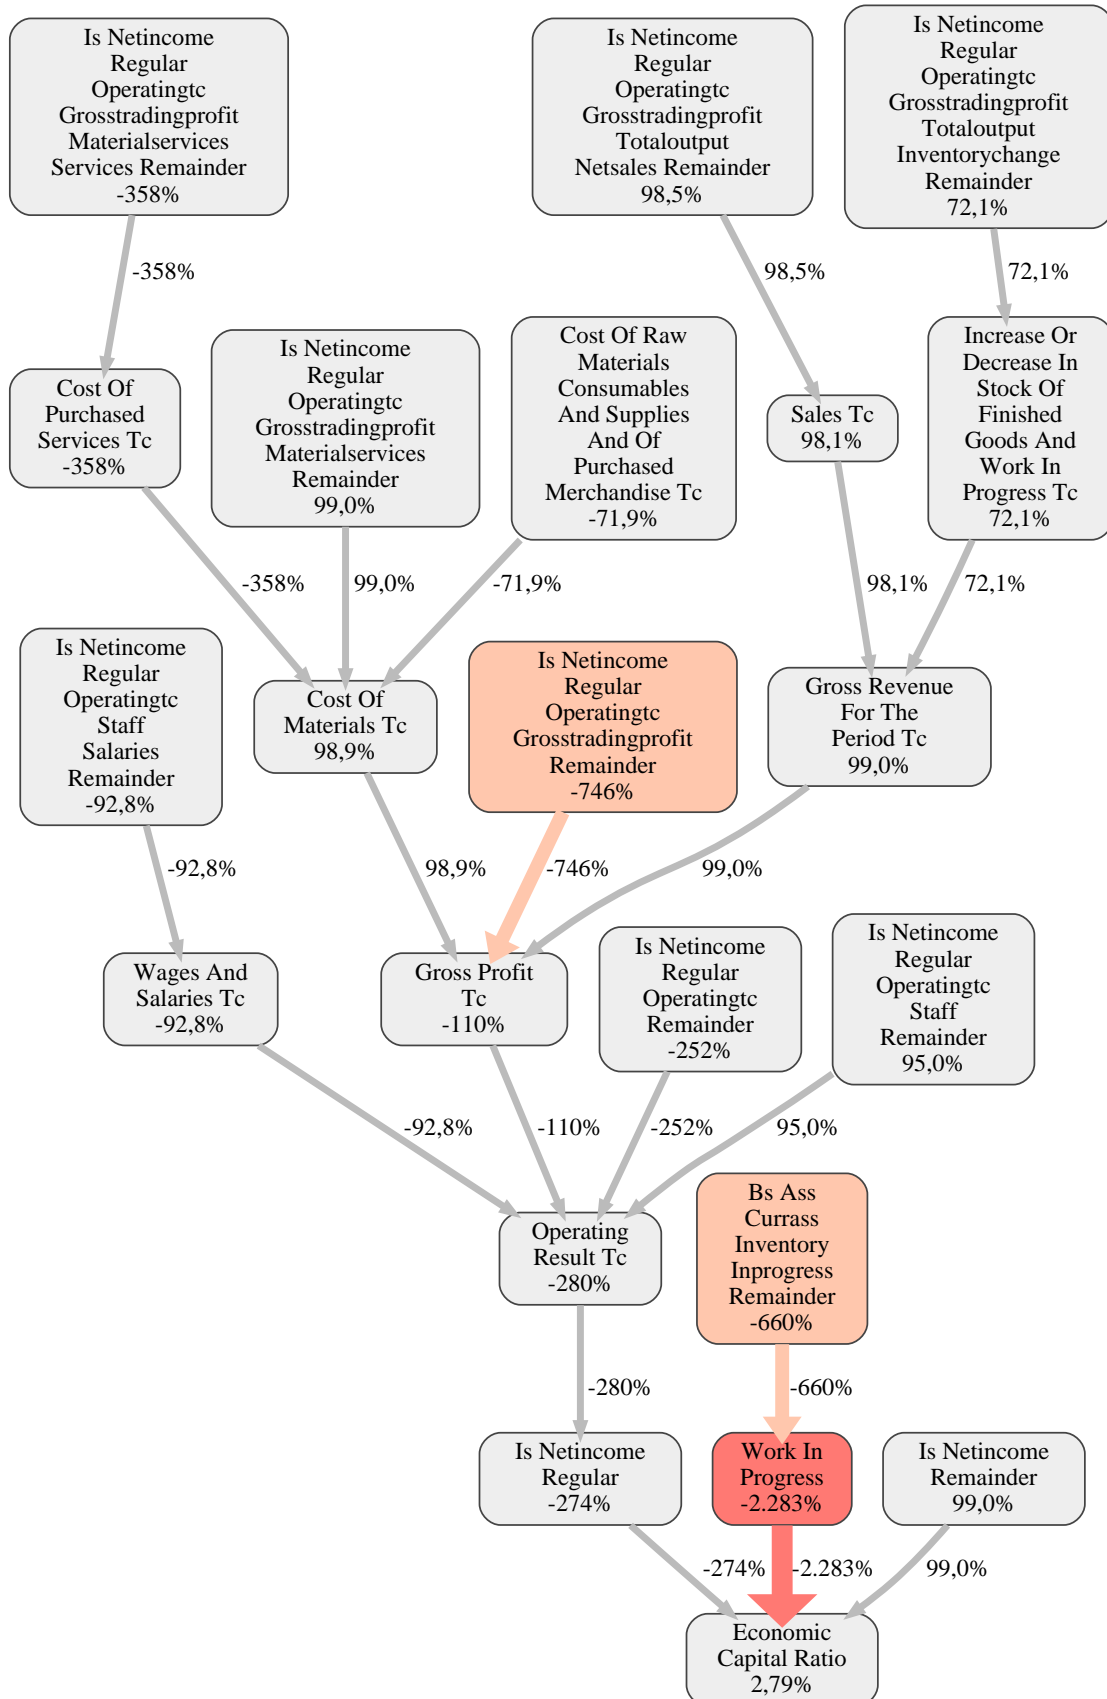 Is Netincome
Regular
Operatingtc
Grosstradingprofit
Materialservices
Services Remainder
-358%
Is Netincome
Regular
Operatingtc
Grosstradingprofit
Totaloutput
Netsales Remainder
98,5%
Is Netincome
Regular
Operatingtc
Grosstradingprofit
Totaloutput
Inventorychange
Remainder
72,1%
-358%
98,5%
72,1%
Cost Of
Purchased
Services Tc
-358%
Is Netincome
Regular
Operatingtc
Grosstradingprofit
Materialservices
Remainder
99,0%
Cost Of Raw
Materials
Consumables
And Supplies
And Of
Purchased
Merchandise Tc
-71,9%
Sales Tc
98,1%
Increase Or
Decrease In
Stock Of
Finished
Goods And
Work In
Progress Tc
72,1%
-358%
99,0%
-71,9%
98,1%
72,1%
Is Netincome
Regular
Operatingtc
Staff
Salaries
Remainder
-92,8%
Cost Of
Materials Tc
98,9%
Is Netincome
Regular
Operatingtc
Grosstradingprofit
Remainder
-746%
Gross Revenue
For The
Period Tc
99,0%
-92,8%
98,9%
-746%
99,0%
Wages And
Salaries Tc
-92,8%
Gross Profit
Tc
-110%
Is Netincome
Regular
Operatingtc
Remainder
-252%
Is Netincome
Regular
Operatingtc
Staff
Remainder
95,0%
-92,8%
-110%
-252%
95,0%
Operating
Result Tc
-280%
Bs Ass
Currass
Inventory
Inprogress
Remainder
-660%
-280%
-660%
Is Netincome
Regular
-274%
Work In
Progress
-2.283%
Is Netincome
Remainder
99,0%
-274%
-2.283%
99,0%
Economic
Capital Ratio
2,79%